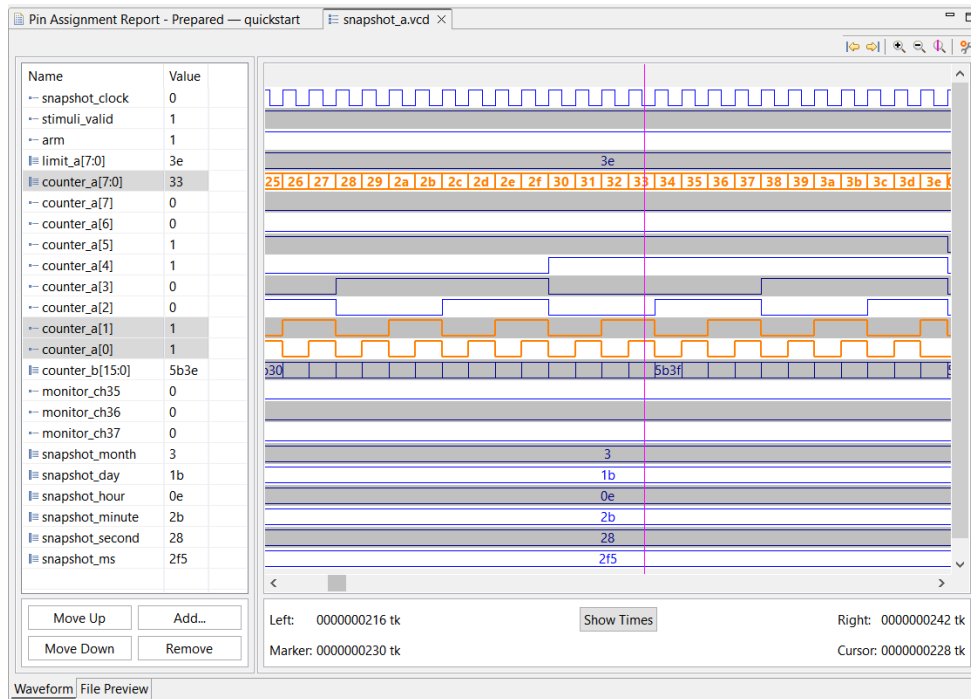 Pin Assignment Report - Prepared — quickstart snapshot_a.vcd
Name Value
snapshot_clock 0
stimuli_valid 1
arm 1
limit_a[7:0] 3e 3e
counter_a[7:0] 33 25 26 27 28 29 2a 2b 2c 2d 2e 2f 30 31 32 33 34 35 36 37 38 39 3a 3b 3c 3d 3e
counter_a[7] 0
counter_a[6] 0
counter_a[5] 1
counter_a[4] 1
counter_a[3] 0
counter_a[2] 0
counter_a[1] 1
counter_a[0] 1
counter_b[15:0] 5b3e b30 5b3f
monitor_ch35 0
monitor_ch36 0
monitor_ch37 0
snapshot_month 3 3
snapshot_day 1b 1b
snapshot_hour 0e 0e
snapshot_minute 2b 2b
snapshot_second 28 28
snapshot_ms 2f5 2f5
Move Up Add... Left: 0000000216 tk Show Times Right: 0000000242 tk
Move Down Remove Marker: 0000000230 tk Cursor: 0000000228 tk
Waveform File Preview